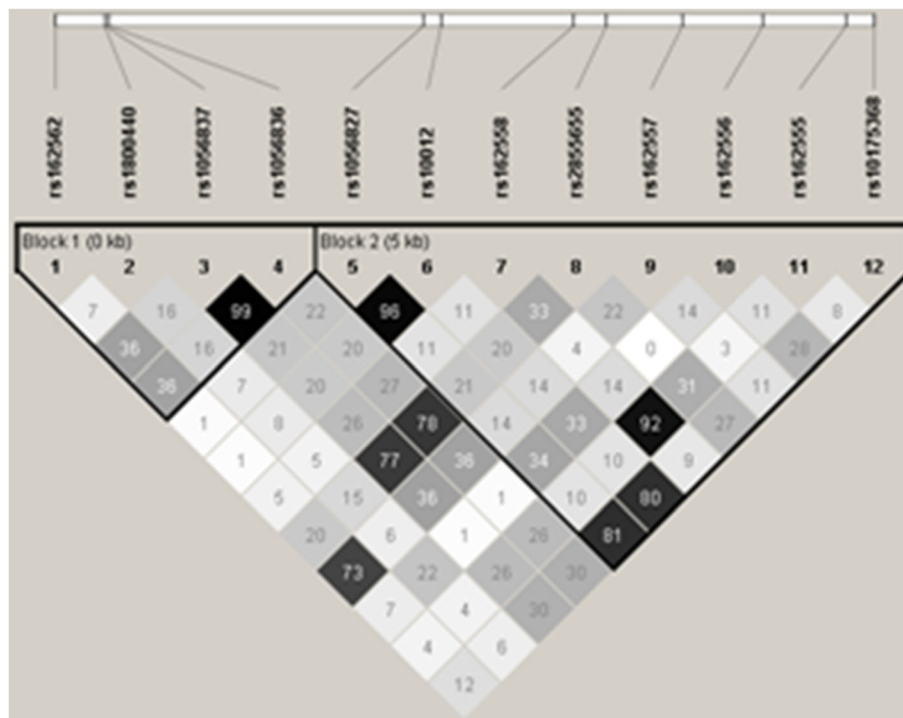 rs162562
rs1800440
rs1056837
rs1056836
rs1056827
rs10012
rs162558
rs2855655
rs162557
rs162556
rs162555
rs10175368
Block 1 (0 kb) Block 2 (5 kb)
1 2 3 4 5 6 7 8 9 10 11 12
7 16 99 22 96 11 33 22 14 11 8
36 16 21 20 11 20 4 0 3 28
36 7 20 27 21 14 14 31 11
1 8 26 78 14 33 92 27
1 5 77 36 34 10 9
5 15 36 1 10 80
20 6 1 26 81
73 22 26 30
7 4 30
4 6
12